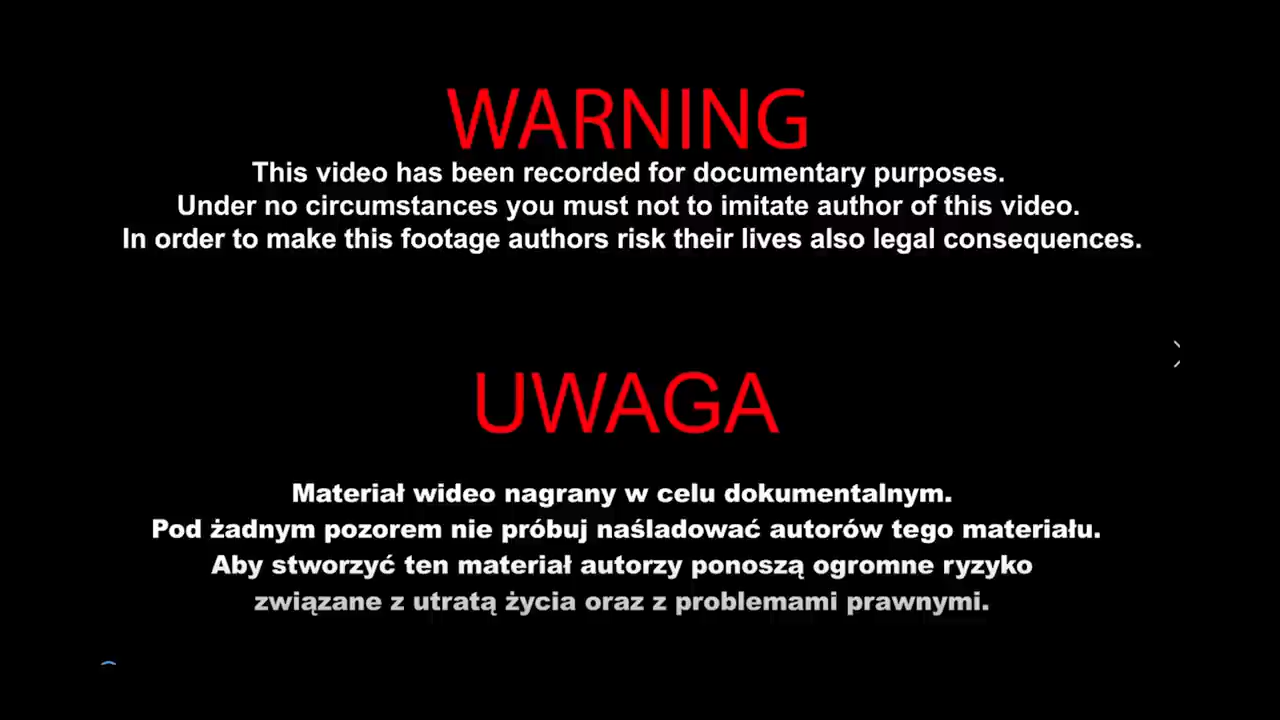 WARNING
This video has been recorded for documentary purposes.
Under no circumstances you must not to imitate author of this video.
In order to make this footage authors risk their lives also legal consequences.
UWAGA
Materiał wideo nagrany w celu dokumentalnym.
Pod żadnym pozorem nie próbuj naśladować autorów tego materiału.
Aby stworzyć ten materiał autorzy ponoszą ogromne ryzyko
związane z utratą życia oraz z problemami prawnymi.